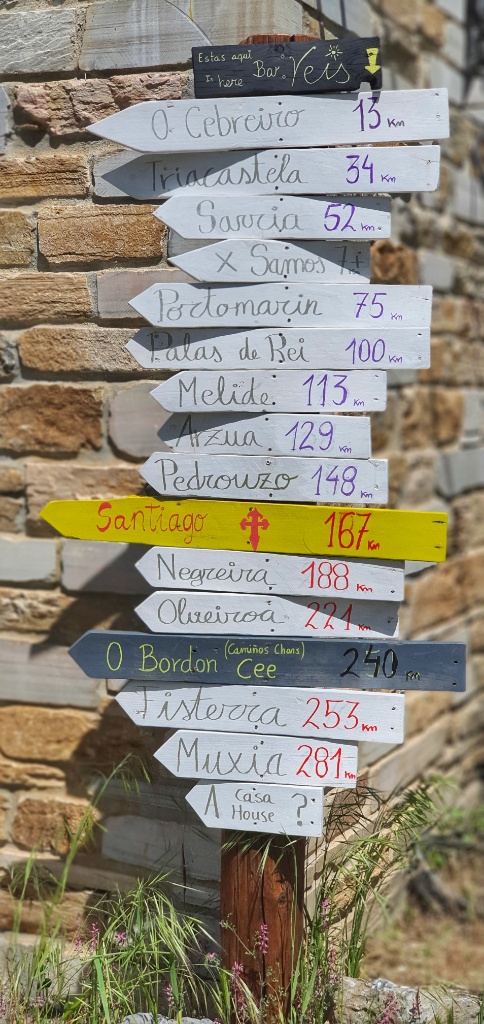 Estas aqui
Bar. Veis
Is here
O Cebreiro 13 Km
Triacastela 34 Km
Sarria 52 Km
X Samos
Portomarin 75 Km
Palas de Rei 100 Km
Melide. 113 Km
Arzua 129 Km
Pedrouzo 148 Km
Santiago 167 Km
Negreira 188 Km
Olveiroa 221 Km
O Bordon (Camiños Chans) Cee 240 Km
Fisterra 253 Km
Muxia 281 Km
A Casa
House ?